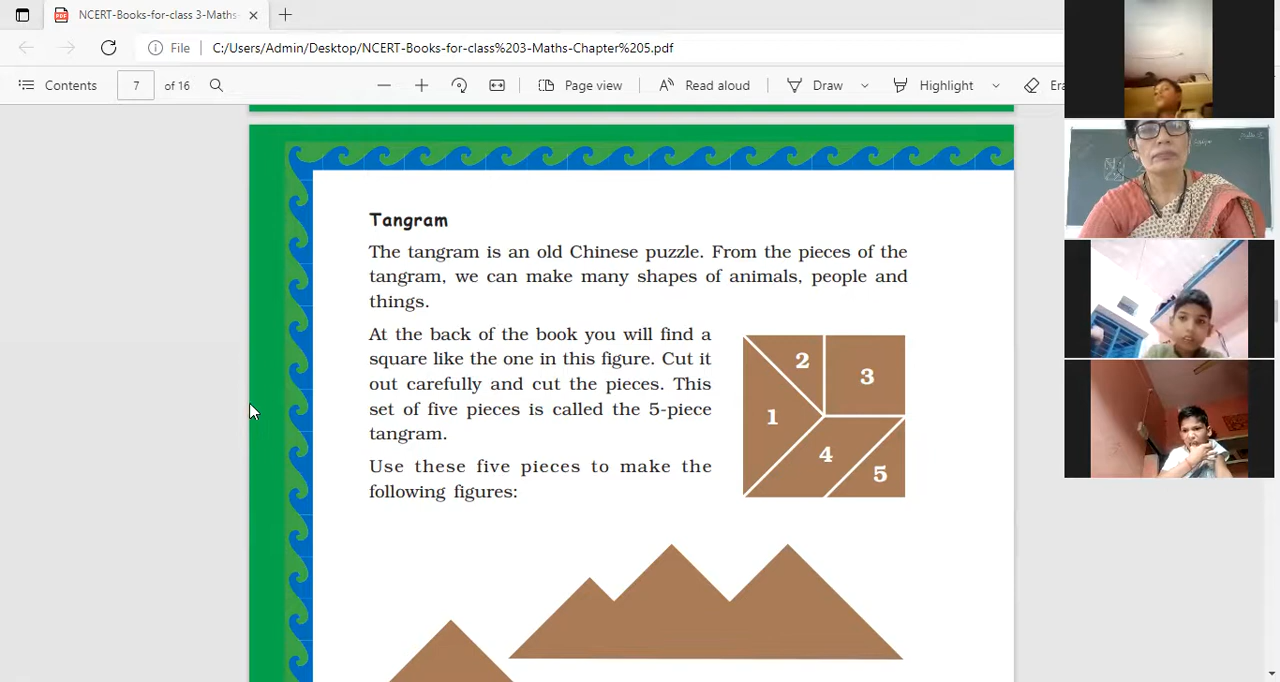 NCERT-Books-for-class 3-Maths-
File C:/Users/Admin/Desktop/NCERT-Books-for-class%203-Maths-Chapter%205.pdf
Contents 7 of 16 Page view Read aloud Draw Highlight Era
Tangram
The tangram is an old Chinese puzzle. From the pieces of the
tangram, we can make many shapes of animals, people and
things.
At the back of the book you will find a
square like the one in this figure. Cut it
out carefully and cut the pieces. This
set of five pieces is called the 5-piece
tangram.
Use these five pieces to make the
following figures:
2
3
1
4
5